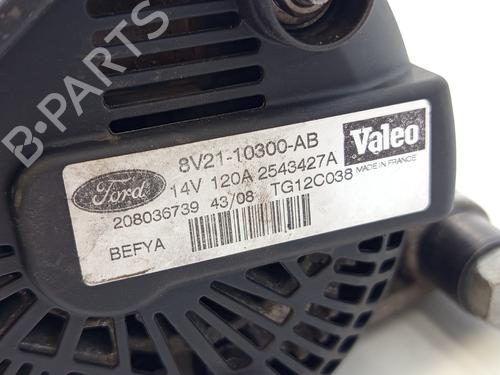 8V21-10300-AB
Valeo
Ford
14V 120A 2543427A
MADE IN FRANCE
208036739 43/08 TG12C038
BEFYA
B-PARTS